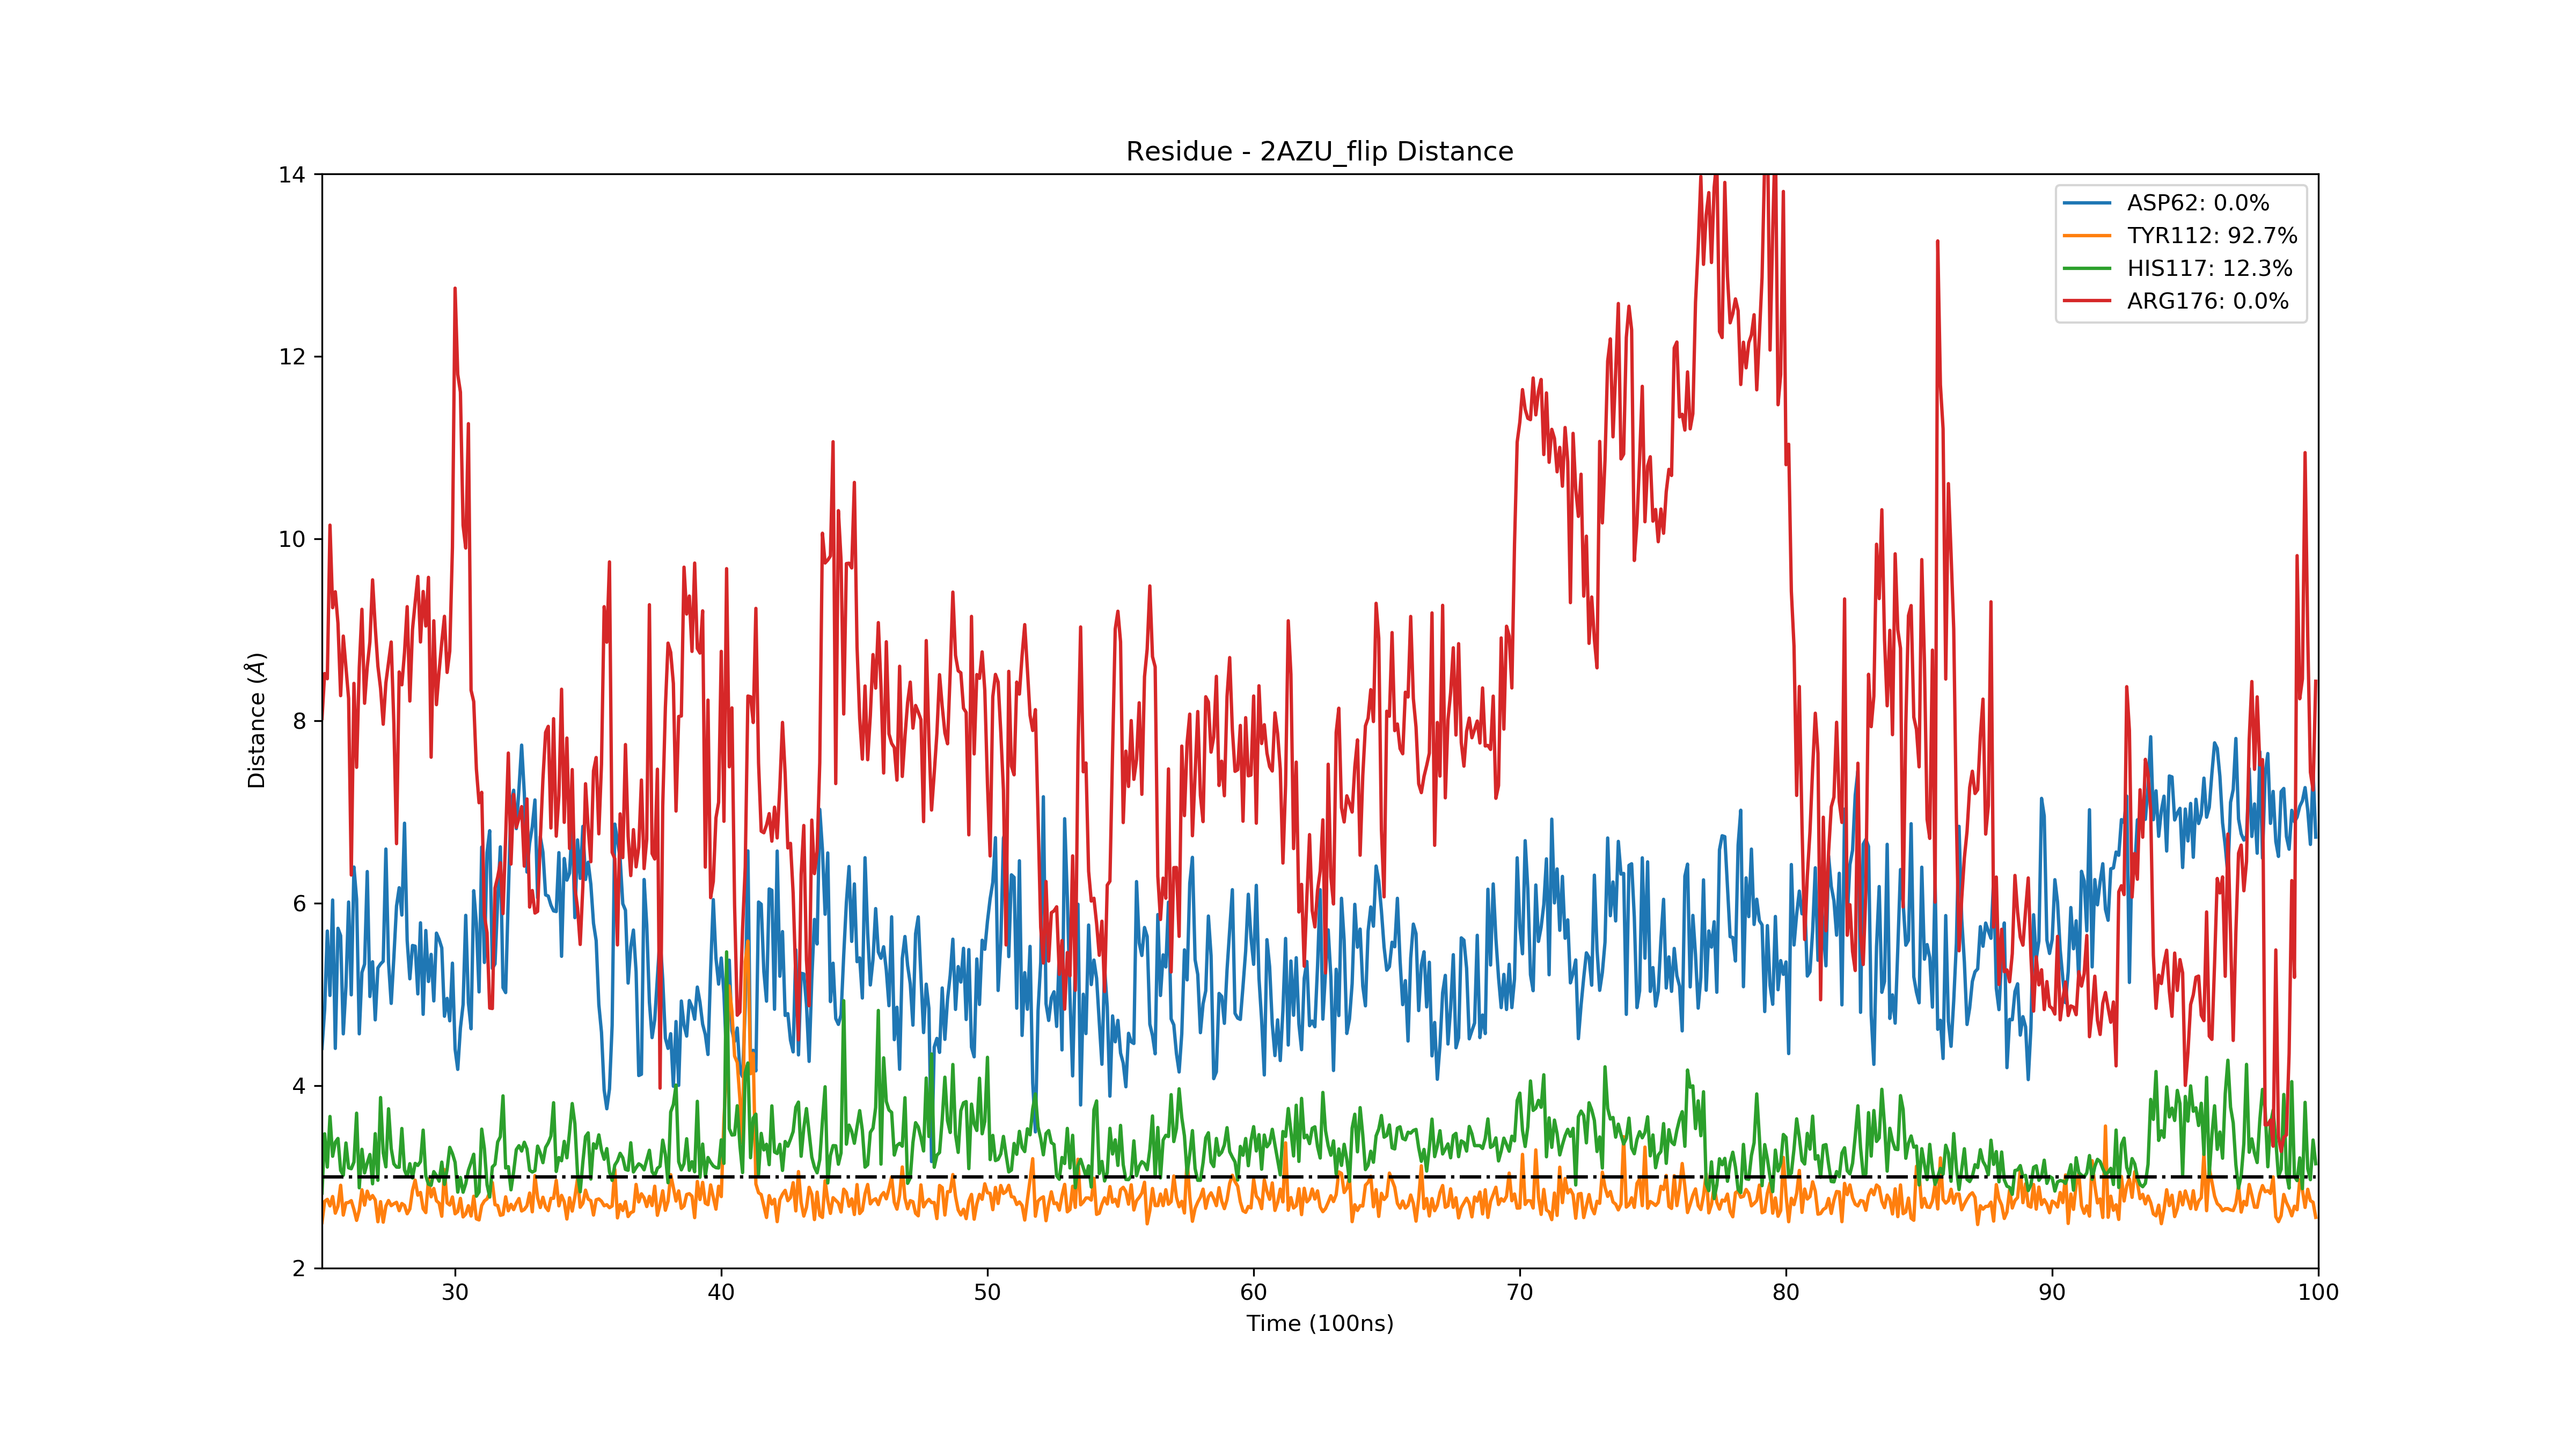 Residue - 2AZU_flip Distance
14
12
10
8
6
4
2
Distance (Å)
ASP62: 0.0%
TYR112: 92.7%
HIS117: 12.3%
ARG176: 0.0%
30 40 50 60 70 80 90 100
Time (100ns)